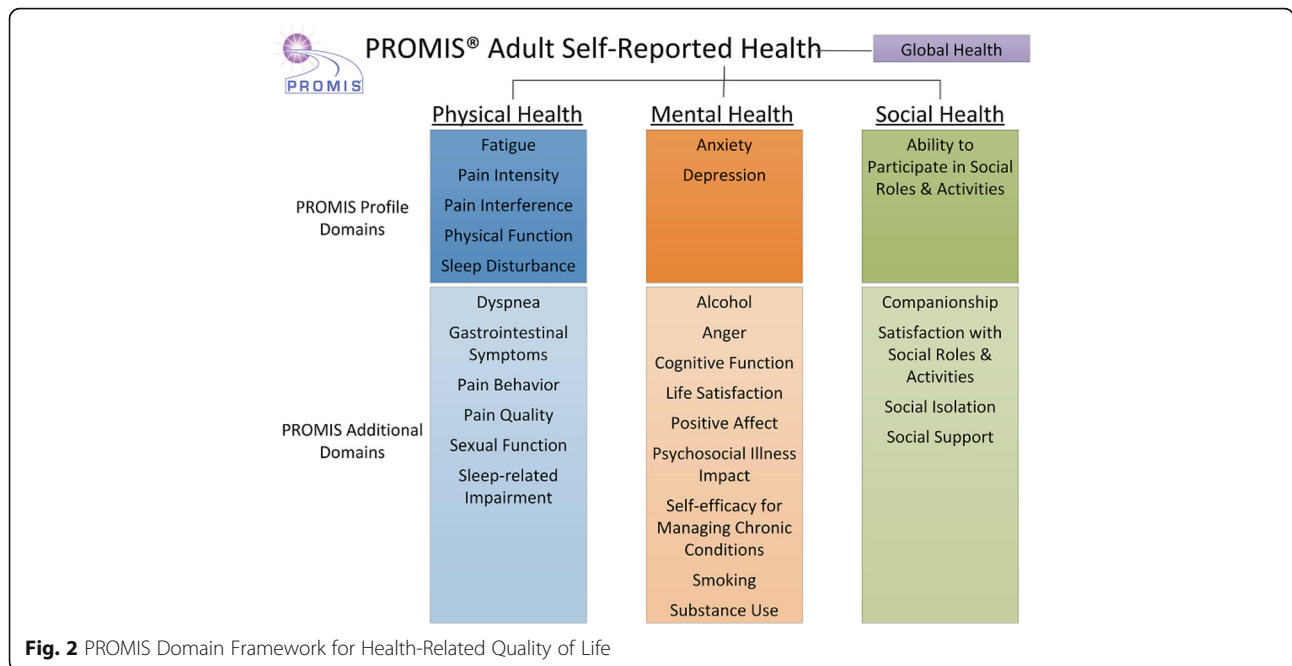 PROMIS® Adult Self-Reported Health
Global Health
PROMIS
Physical Health
Mental Health
Social Health
PROMIS Profile
Domains
Fatigue
Pain Intensity
Pain Interference
Physical Function
Sleep Disturbance
Anxiety
Depression
Ability to
Participate in Social
Roles & Activities
PROMIS Additional
Domains
Dyspnea
Gastrointestinal
Symptoms
Pain Behavior
Pain Quality
Sexual Function
Sleep-related
Impairment
Alcohol
Anger
Cognitive Function
Life Satisfaction
Positive Affect
Psychosocial Illness
Impact
Self-efficacy for
Managing Chronic
Conditions
Smoking
Substance Use
Companionship
Satisfaction with
Social Roles &
Activities
Social Isolation
Social Support
Fig. 2 PROMIS Domain Framework for Health-Related Quality of Life